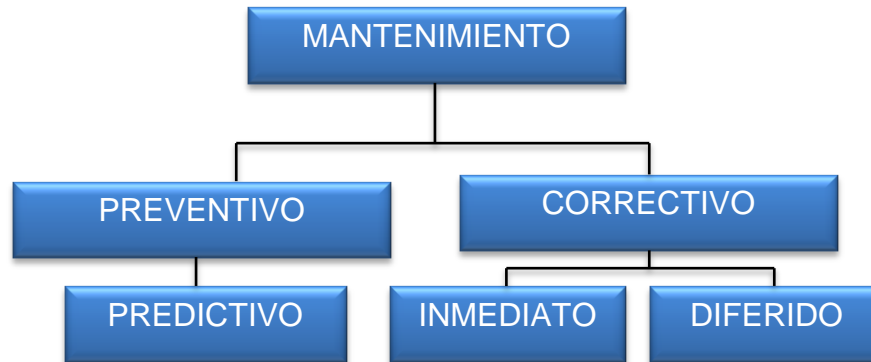 MANTENIMIENTO
PREVENTIVO
CORRECTIVO
PREDICTIVO
INMEDIATO
DIFERIDO